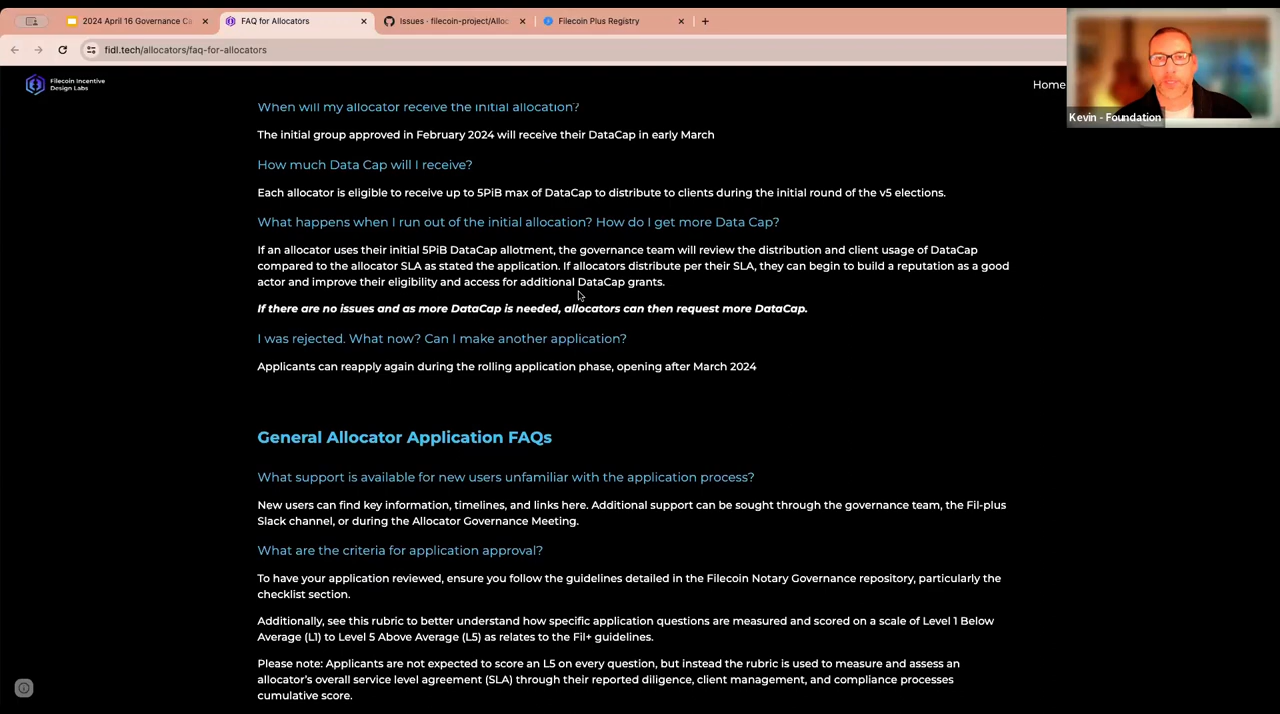 2024 April 16 Governance Ca
FAQ for Allocators
Issues · filecoin-project/Alloc
Filecoin Plus Registry
fidl.tech/allocators/faq-for-allocators
Filecoin Incentive
Design Labs
Home
Kevin - Foundation
When will my allocator receive the initial allocation?
The initial group approved in February 2024 will receive their DataCap in early March
How much Data Cap will I receive?
Each allocator is eligible to receive up to 5PiB max of DataCap to distribute to clients during the initial round of the v5 elections.
What happens when I run out of the initial allocation? How do I get more Data Cap?
If an allocator uses their initial 5PiB DataCap allotment, the governance team will review the distribution and client usage of DataCap
compared to the allocator SLA as stated the application. If allocators distribute per their SLA, they can begin to build a reputation as a good
actor and improve their eligibility and access for additional DataCap grants.
If there are no issues and as more DataCap is needed, allocators can then request more DataCap.
I was rejected. What now? Can I make another application?
Applicants can reapply again during the rolling application phase, opening after March 2024
General Allocator Application FAQs
What support is available for new users unfamiliar with the application process?
New users can find key information, timelines, and links here. Additional support can be sought through the governance team, the Fil-plus
Slack channel, or during the Allocator Governance Meeting.
What are the criteria for application approval?
To have your application reviewed, ensure you follow the guidelines detailed in the Filecoin Notary Governance repository, particularly the
checklist section.
Additionally, see this rubric to better understand how specific application questions are measured and scored on a scale of Level 1 Below
Average (L1) to Level 5 Above Average (L5) as relates to the Fil+ guidelines.
Please note: Applicants are not expected to score an L5 on every question, but instead the rubric is used to measure and assess an
allocator's overall service level agreement (SLA) through their reported diligence, client management, and compliance processes
cumulative score.